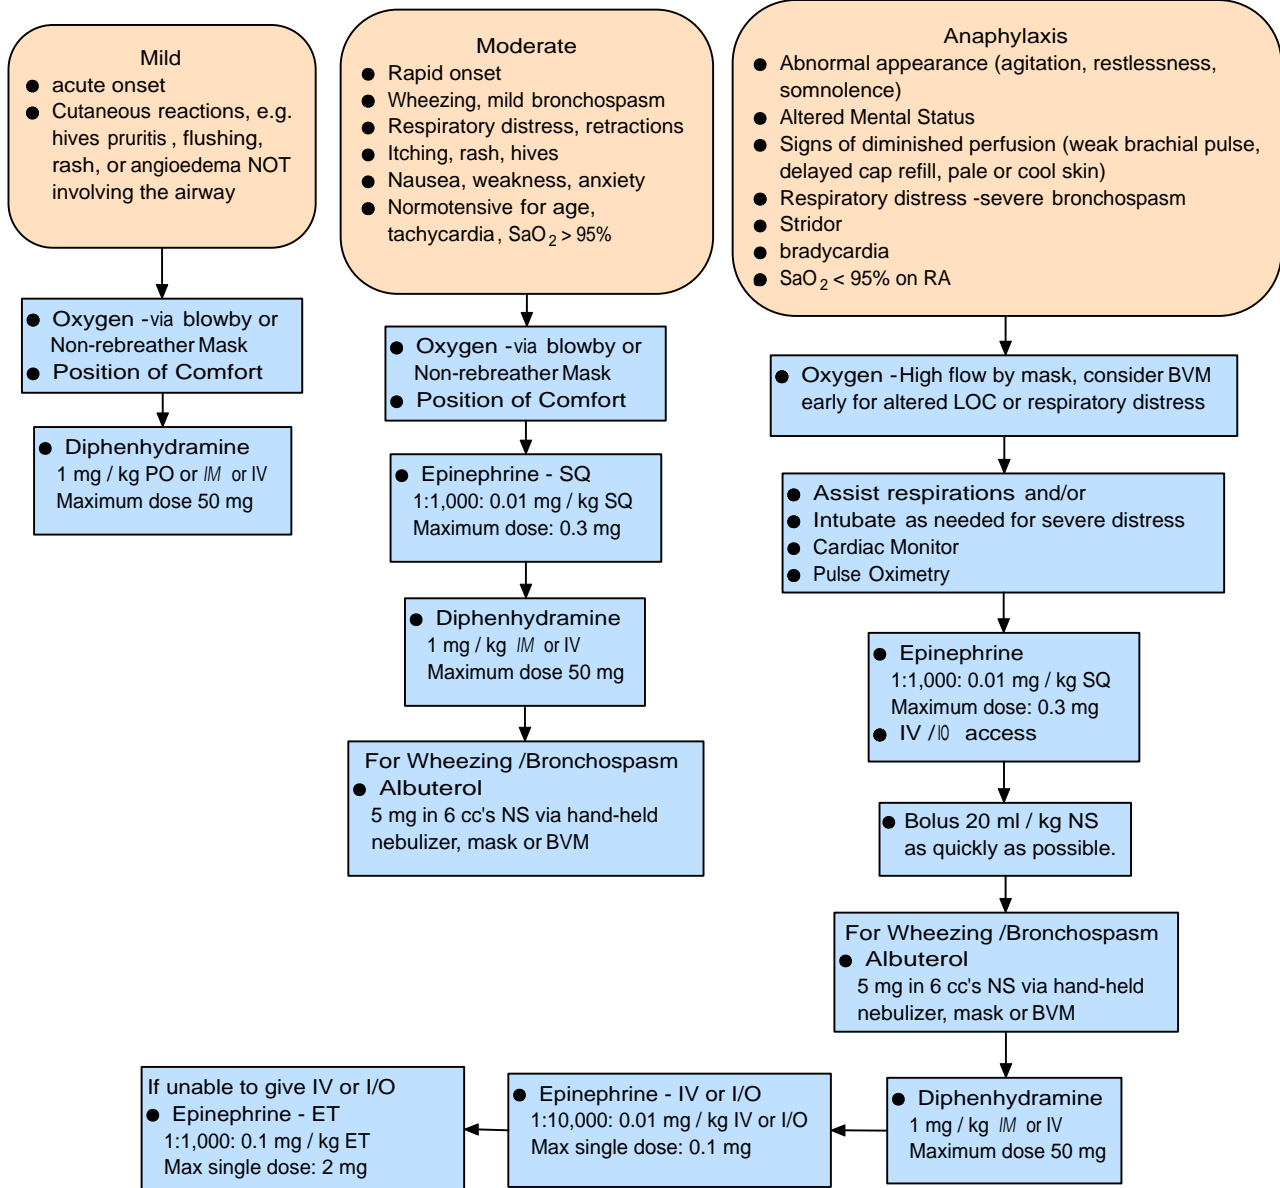 Mild
● acute onset
● Cutaneous reactions, e.g.
hives pruritis , flushing,
rash, or angioedema NOT
involving the airway
● Oxygen -via blowby or
Non-rebreather Mask
● Position of Comfort
● Diphenhydramine
1 mg / kg PO or IM or IV
Maximum dose 50 mg
Moderate
● Rapid onset
● Wheezing, mild bronchospasm
● Respiratory distress, retractions
● Itching, rash, hives
● Nausea, weakness, anxiety
● Normotensive for age,
tachycardia, SaO2 > 95%
● Oxygen -via blowby or
Non-rebreather Mask
● Position of Comfort
● Epinephrine - SQ
1:1,000: 0.01 mg / kg SQ
Maximum dose: 0.3 mg
● Diphenhydramine
1 mg / kg IM or IV
Maximum dose 50 mg
For Wheezing /Bronchospasm
● Albuterol
5 mg in 6 cc's NS via hand-held
nebulizer, mask or BVM
Anaphylaxis
● Abnormal appearance (agitation, restlessness,
somnolence)
● Altered Mental Status
● Signs of diminished perfusion (weak brachial pulse,
delayed cap refill, pale or cool skin)
● Respiratory distress -severe bronchospasm
● Stridor
● bradycardia
● SaO2 < 95% on RA
● Oxygen -High flow by mask, consider BVM
early for altered LOC or respiratory distress
● Assist respirations and/or
● Intubate as needed for severe distress
● Cardiac Monitor
● Pulse Oximetry
● Epinephrine
1:1,000: 0.01 mg / kg SQ
Maximum dose: 0.3 mg
● IV /IO access
● Bolus 20 ml / kg NS
as quickly as possible.
For Wheezing /Bronchospasm
● Albuterol
5 mg in 6 cc's NS via hand-held
nebulizer, mask or BVM
● Diphenhydramine
1 mg / kg IM or IV
Maximum dose 50 mg
● Epinephrine - IV or I/O
1:10,000: 0.01 mg / kg IV or I/O
Max single dose: 0.1 mg
If unable to give IV or I/O
● Epinephrine - ET
1:1,000: 0.1 mg / kg ET
Max single dose: 2 mg